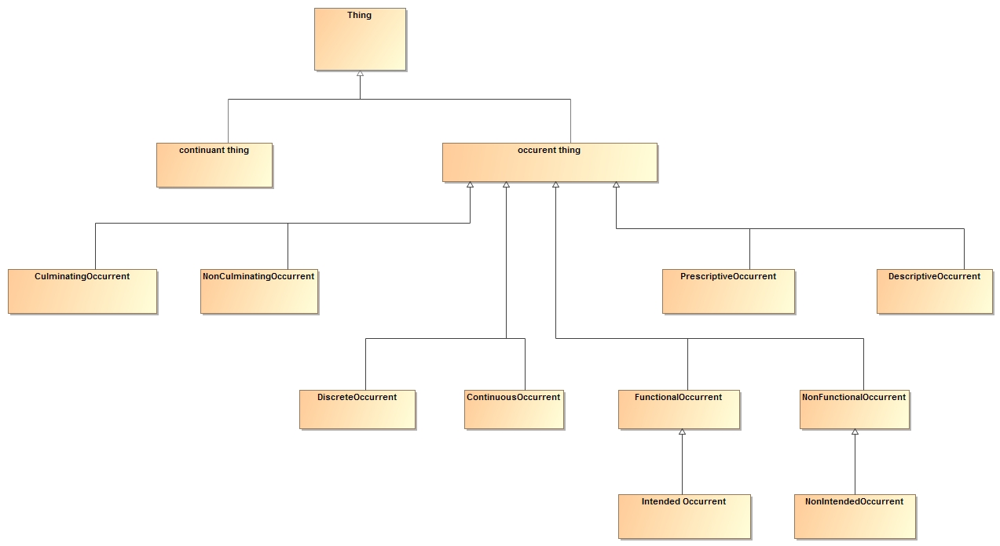 Thing
continuant thing
occurent thing
CulminatingOccurrent
NonCulminatingOccurrent
PrescriptiveOccurrent
DescriptiveOccurrent
DiscreteOccurrent
ContinuousOccurrent
FunctionalOccurrent
NonFunctionalOccurrent
Intended Occurrent
NonIntendedOccurrent